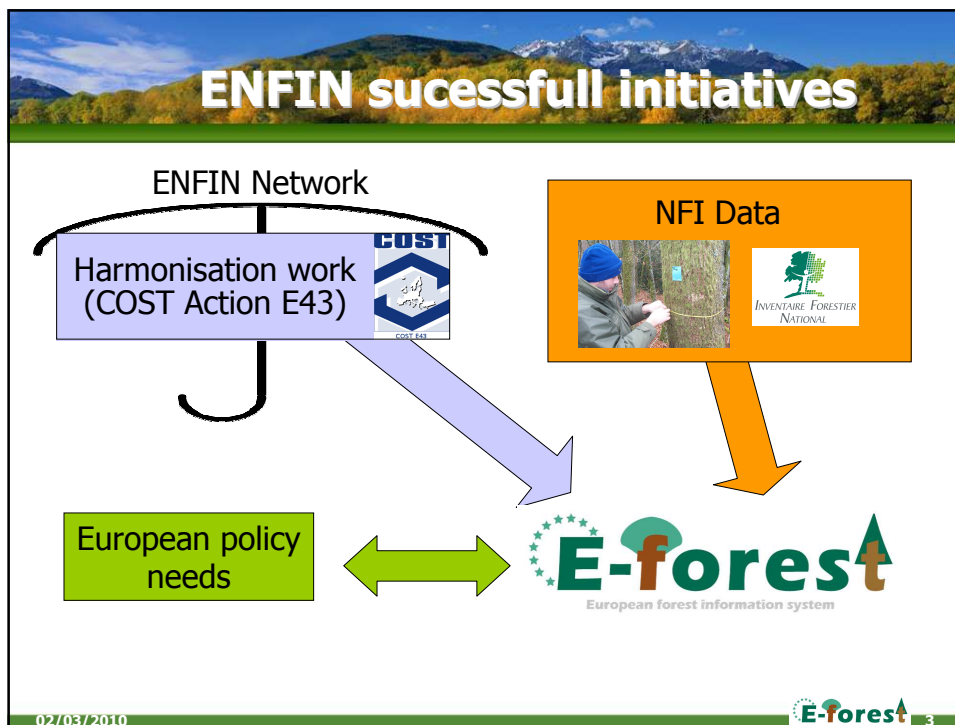 ENFIN sucessfull initiatives
ENFIN Network
Harmonisation work
(COST Action E43)
COST
COST E43
NFI Data
INVENTAIRE FORESTIER
NATIONAL
European policy
needs
E-forest
European forest information system
02/03/2010
E-forest
3